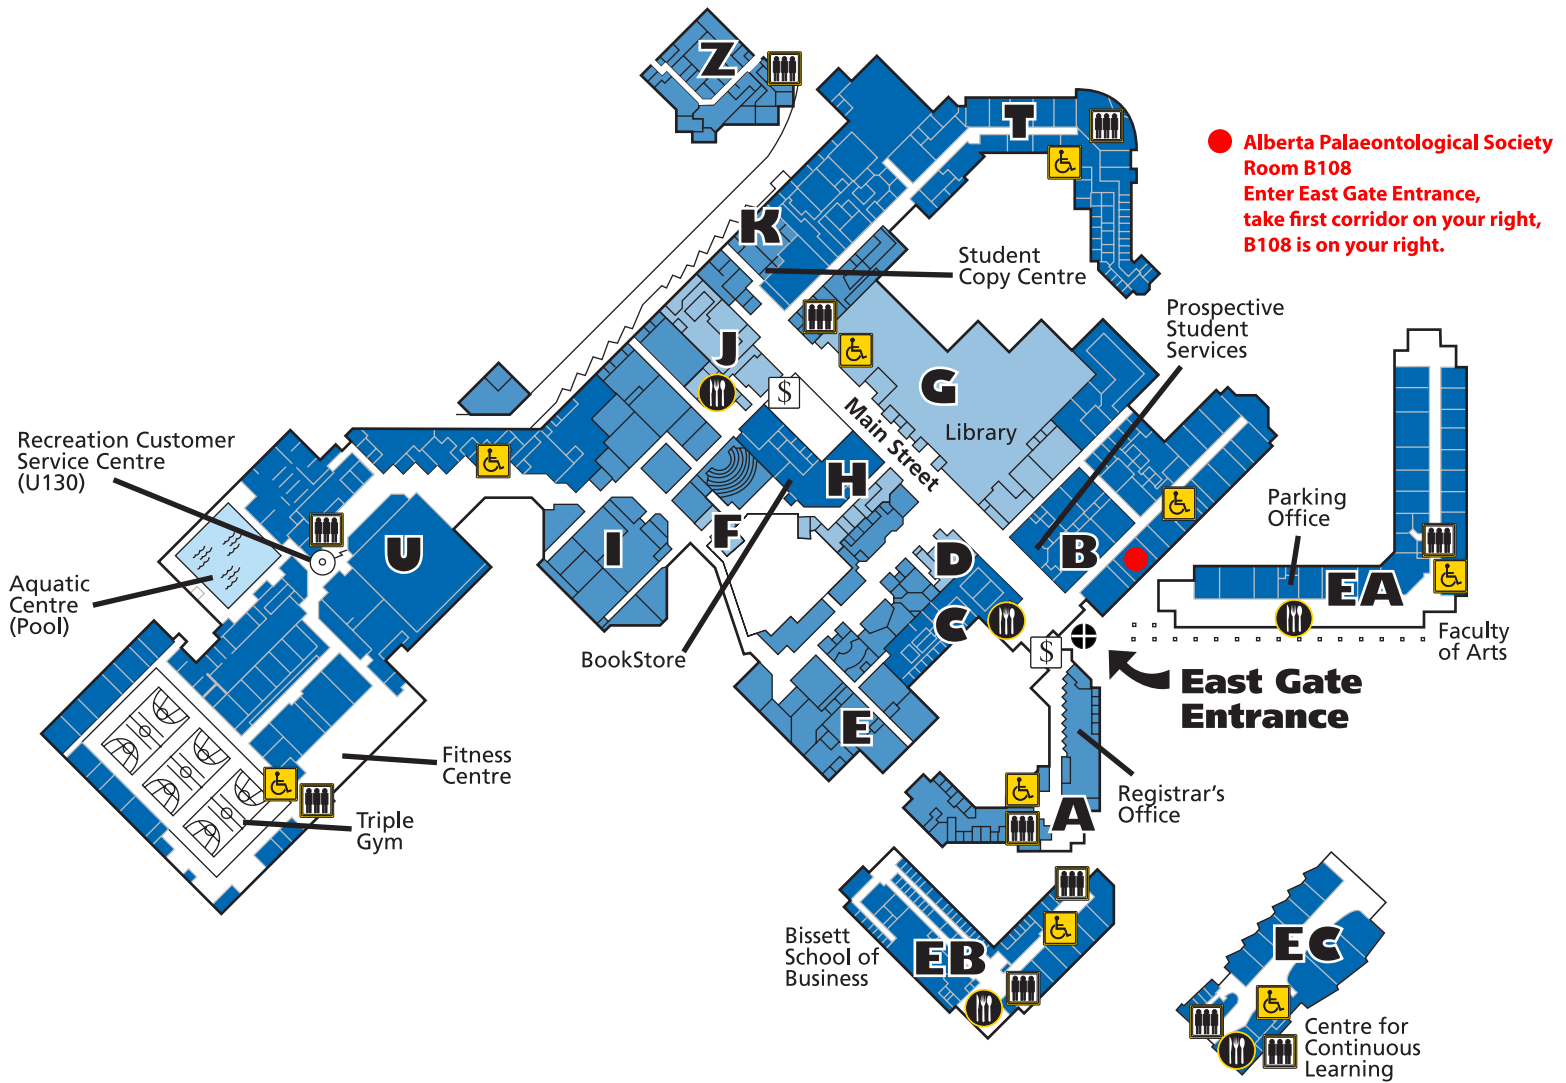 Z
T
Alberta Palaeontological Society
Room B108
Enter East Gate Entrance,
take first corridor on your right,
B108 is on your right.
K
Student
Copy Centre
Prospective
Student
Services
J
$
G
Main Street
Library
Recreation Customer
Service Centre
(U130)
H
Parking
Office
U
F
I
D
B
EA
Aquatic
Centre
(Pool)
C
BookStore
$
Faculty
of Arts
East Gate
Entrance
E
Fitness
Centre
Registrar's
Office
A
Triple
Gym
Bissett
School of
Business
EB
EC
Centre for
Continuous
Learning